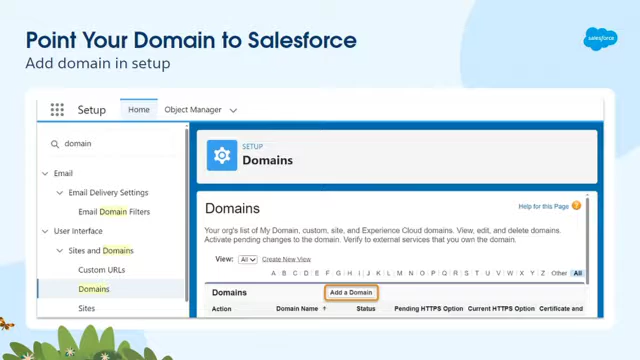 Point Your Domain to Salesforce
Add domain in setup
salesforce
Setup
Home
Object Manager
domain
Email
Email Delivery Settings
Email Domain Filters
User Interface
Sites and Domains
Custom URLs
Domains
Sites
SETUP
Domains
Domains
Help for this Page
Your org's list of My Domain, custom, site, and Experience Cloud domains. View, edit, and delete domains.
Activate pending changes to the domain. Verify to external services that you own the domain.
View: All Create New View
A B C D E F G H I J K L M N O P Q R S T U V W X Y Z Other All
Domains Add a Domain
Action Domain Name ↑ Status Pending HTTPS Option Current HTTPS Option Certificate and